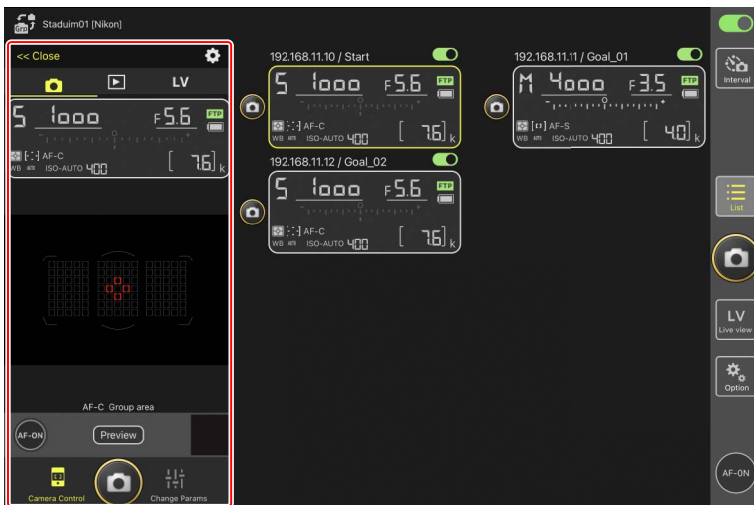 Grp
Staduim01 [Nikon]
<< Close
LV
S 1000 F5.6 FTP
AF-C
WB ISO-AUTO 400 [ 7.6] k
AF-C Group area
AF-ON
Preview
Camera Control
Change Params
192.168.11.10 / Start
S 1000 F5.6 FTP
AF-C
WB ISO-AUTO 400 [ 7.6] k
192.168.11.11 / Goal_01
M 4000 F3.5 FTP
AF-S
WB ISO-AUTO 400 [ 4.0] k
192.168.11.12 / Goal_02
S 1000 F5.6 FTP
AF-C
WB ISO-AUTO 400 [ 7.6] k
Interval
List
LV
Live view
Option
AF-ON